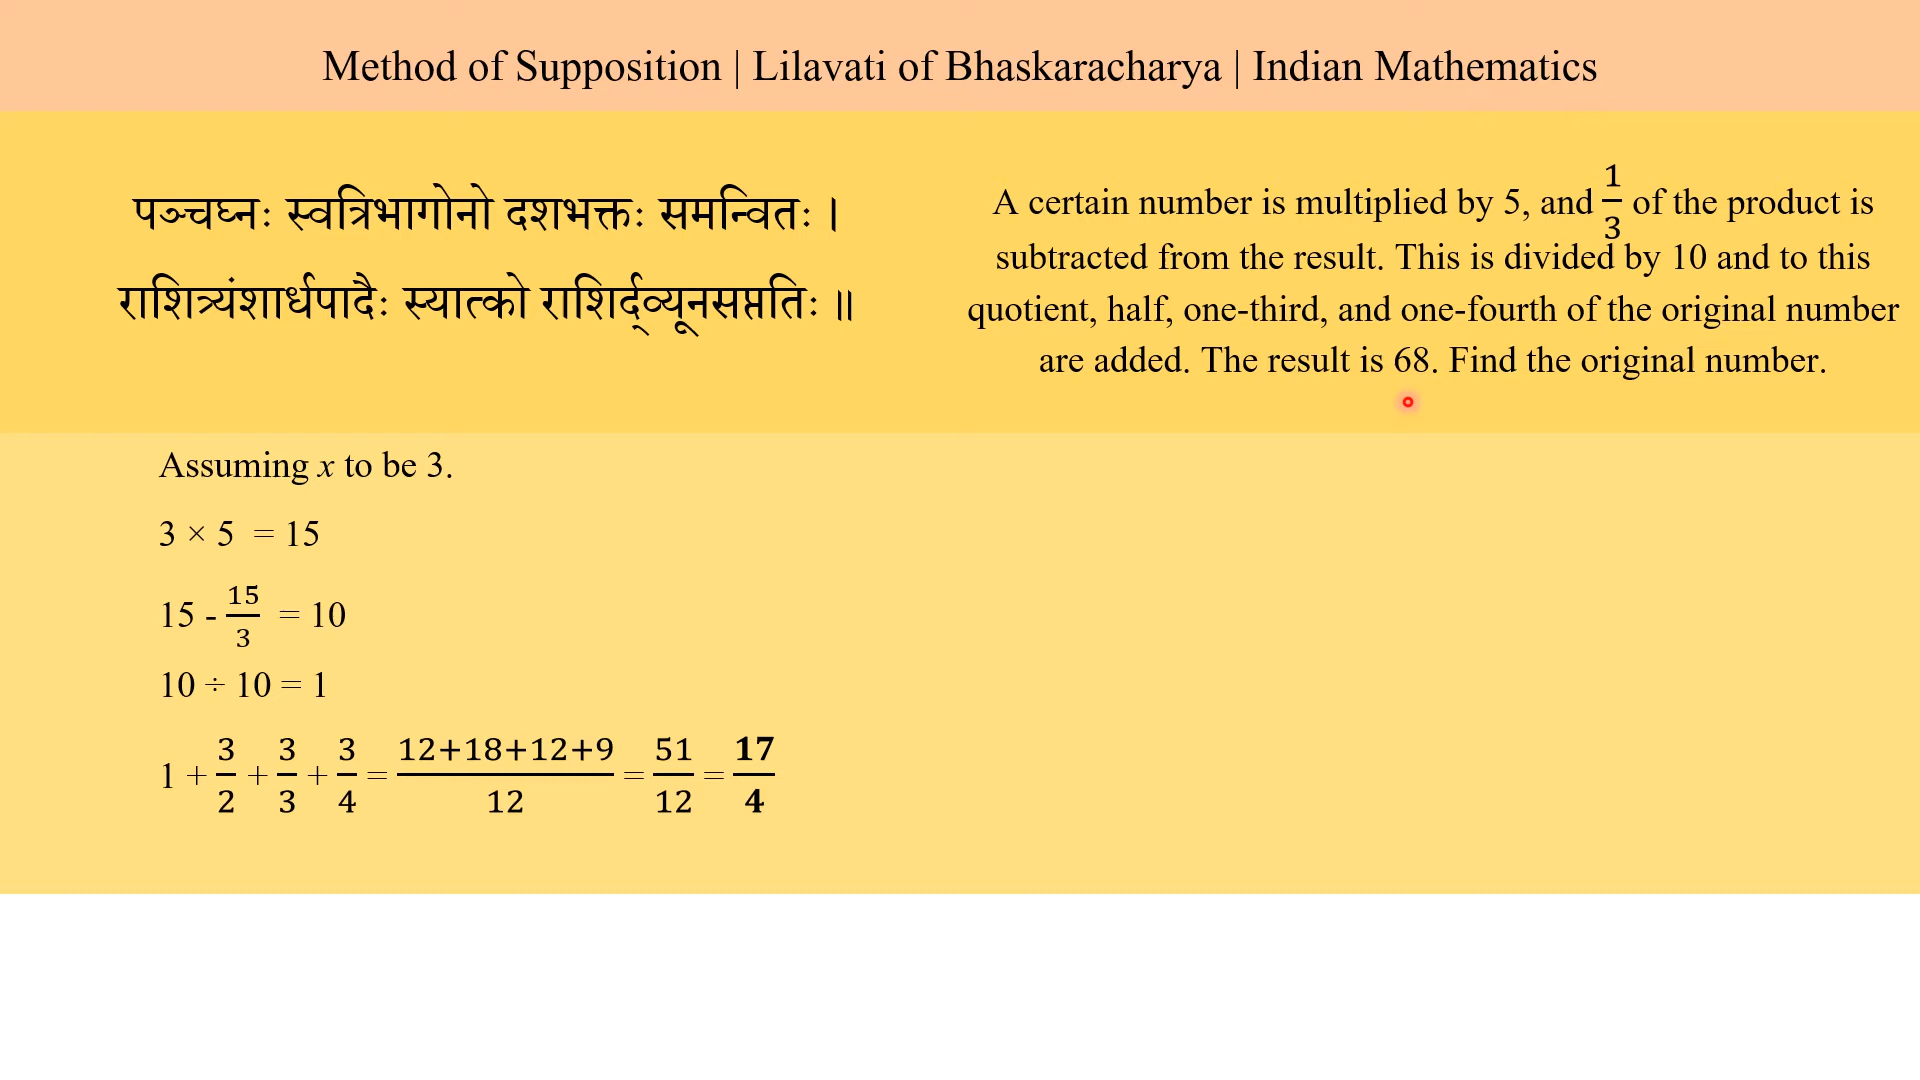 Method of Supposition | Lilavati of Bhaskaracharya | Indian Mathematics
पञ्चघ्नः स्वत्रिभागोनो दशभक्तः समन्वितः ।
राशित्र्यंशार्धपादैः स्यात्को राशिर्द्व्यूनसप्ततिः ॥
A certain number is multiplied by 5, and 1/3 of the product is
subtracted from the result. This is divided by 10 and to this
quotient, half, one-third, and one-fourth of the original number
are added. The result is 68. Find the original number.
Assuming x to be 3.
3 × 5 = 15
15 - 15/3 = 10
10 ÷ 10 = 1
1 + 3/2 + 3/3 + 3/4 = 12+18+12+9/12 = 51/12 = 17/4